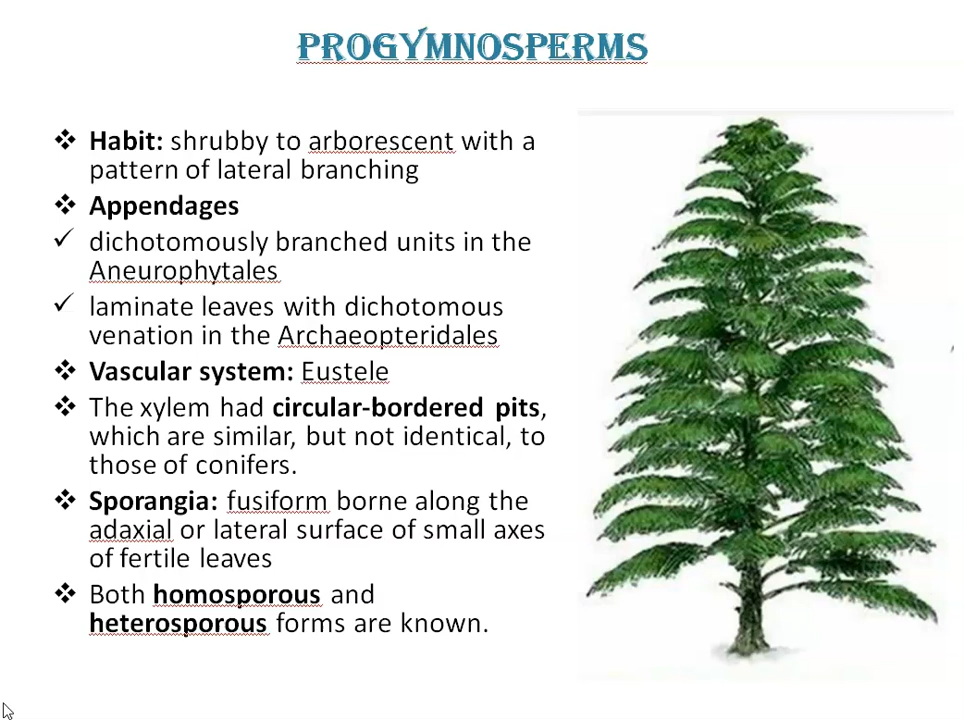 PROGYMNOSPERMS
❖ Habit: shrubby to arborescent with a
pattern of lateral branching
❖ Appendages
✓ dichotomously branched units in the
Aneurophytales
✓ laminate leaves with dichotomous
venation in the Archaeopteridales
❖ Vascular system: Eustele
❖ The xylem had circular-bordered pits,
which are similar, but not identical, to
those of conifers.
❖ Sporangia: fusiform borne along the
adaxial or lateral surface of small axes
of fertile leaves
❖ Both homosporous and
heterosporous forms are known.